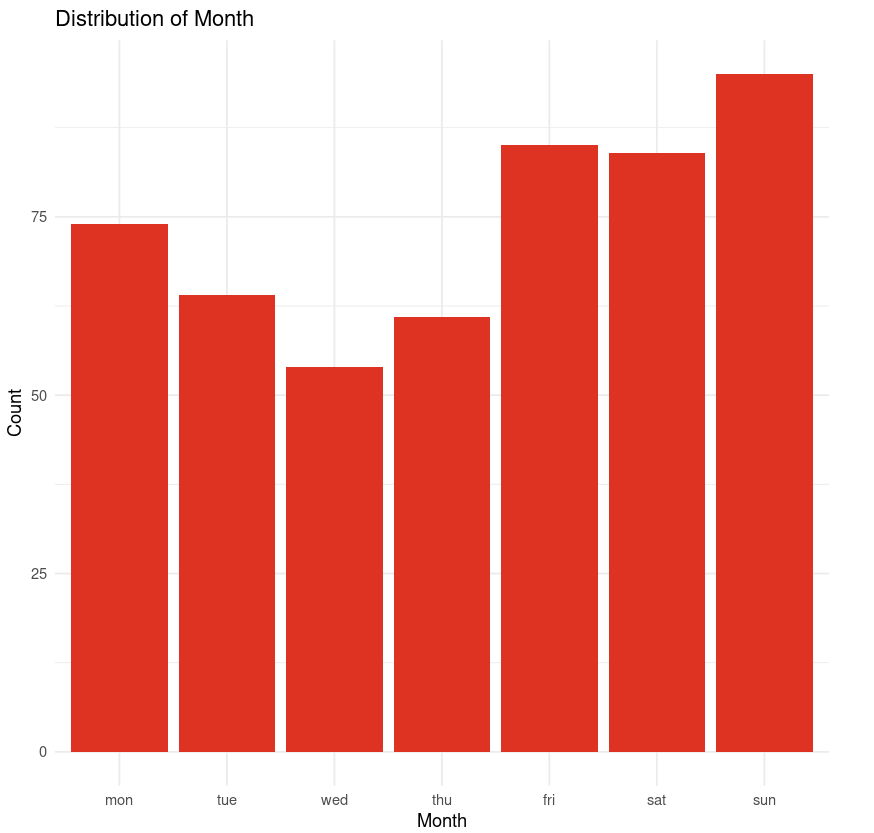 Distribution of Month
Count
75
50
25
0
mon tue wed thu fri sat sun
Month